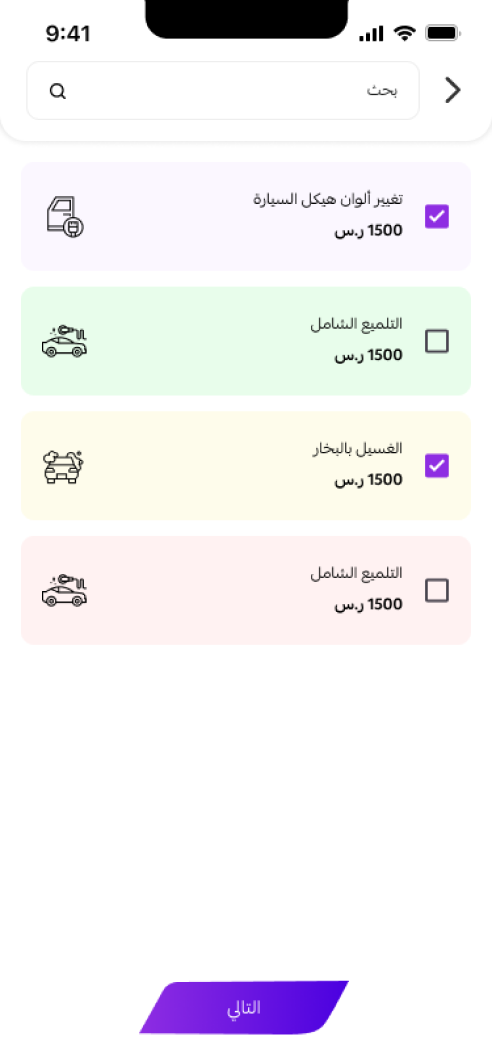 9:41
بحث
تغيير ألوان هيكل السيارة
1500 ر.س
التلميع الشامل
1500 ر.س
الغسيل بالبخار
1500 ر.س
التلميع الشامل
1500 ر.س
التالي